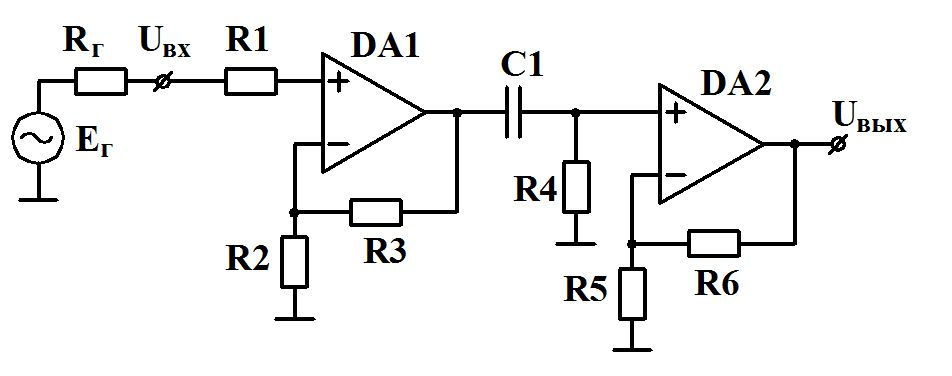 Rг Uвх R1 DA1 C1 DA2 Uвых
+ +
Eг
− −
R4
R2 R3
R5 R6